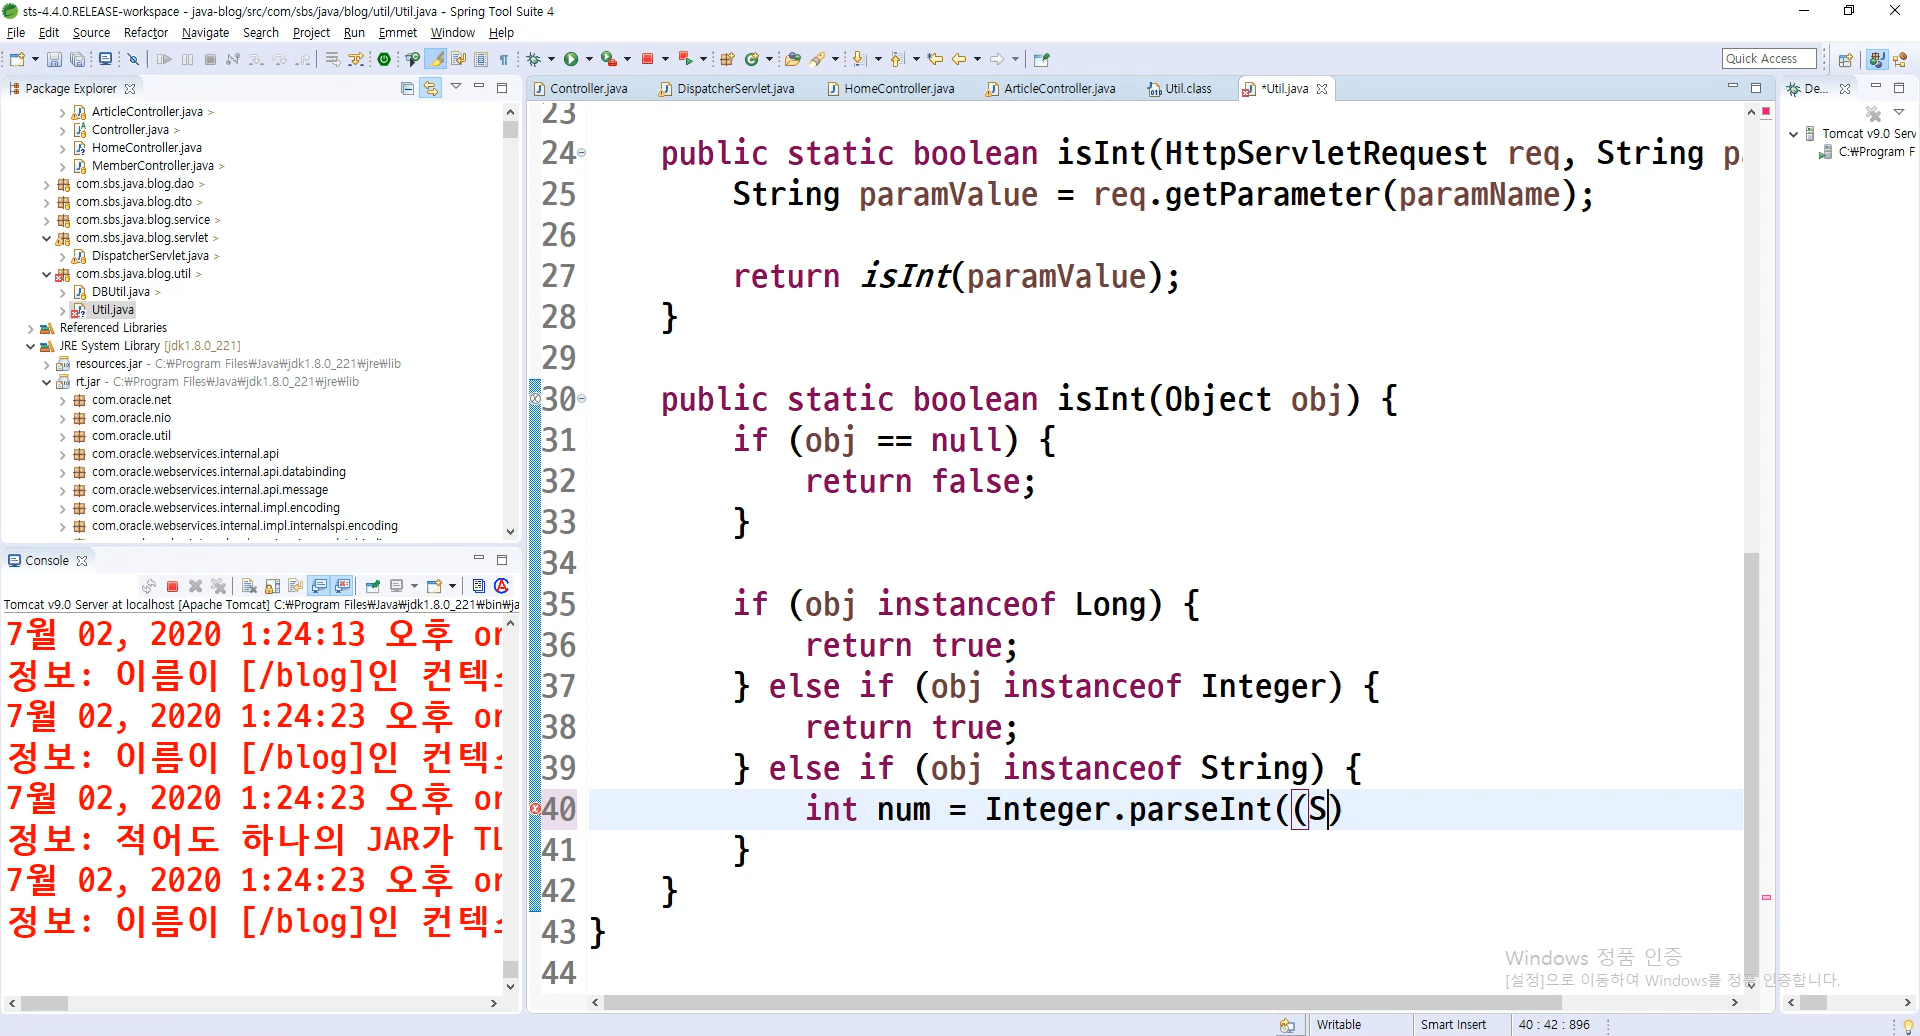 sts-4.4.0.RELEASE-workspace - java-blog/src/com/sbs/java/blog/util/Util.java - Spring Tool Suite 4
File Edit Source Refactor Navigate Search Project Run Emmet Window Help
Quick Access
Package Explorer
ArticleController.java >
Controller.java >
HomeController.java
MemberController.java >
com.sbs.java.blog.dao >
com.sbs.java.blog.dto >
com.sbs.java.blog.service >
com.sbs.java.blog.servlet >
DispatcherServlet.java >
com.sbs.java.blog.util >
DBUtil.java >
Util.java
Referenced Libraries
JRE System Library [jdk1.8.0_221]
resources.jar - C:₩Program Files₩Java₩jdk1.8.0_221₩jre₩lib
rt.jar - C:₩Program Files₩Java₩jdk1.8.0_221₩jre₩lib
com.oracle.net
com.oracle.nio
com.oracle.util
com.oracle.webservices.internal.api
com.oracle.webservices.internal.api.databinding
com.oracle.webservices.internal.api.message
com.oracle.webservices.internal.impl.encoding
com.oracle.webservices.internal.impl.internalspi.encoding
Console
Tomcat v9.0 Server at localhost [Apache Tomcat] C:₩Program Files₩Java₩jdk1.8.0_221₩bin₩ja
7월 02, 2020 1:24:13 오후 or
정보: 이름이 [/blog]인 컨텍스
7월 02, 2020 1:24:23 오후 or
정보: 이름이 [/blog]인 컨텍스
7월 02, 2020 1:24:23 오후 or
정보: 적어도 하나의 JAR가 TL
7월 02, 2020 1:24:23 오후 or
정보: 이름이 [/blog]인 컨텍스
Controller.java DispatcherServlet.java HomeController.java ArticleController.java Util.class *Util.java
23
24 public static boolean isInt(HttpServletRequest req, String pa
25 String paramValue = req.getParameter(paramName);
26
27 return isInt(paramValue);
28 }
29
30 public static boolean isInt(Object obj) {
31 if (obj == null) {
32 return false;
33 }
34
35 if (obj instanceof Long) {
36 return true;
37 } else if (obj instanceof Integer) {
38 return true;
39 } else if (obj instanceof String) {
40 int num = Integer.parseInt((S)
41 }
42 }
43 }
44
De...
Tomcat v9.0 Serv
C:₩Program F
Windows 정품 인증
[설정]으로 이동하여 Windows를 정품 인증합니다.
Writable Smart Insert 40 : 42 : 896